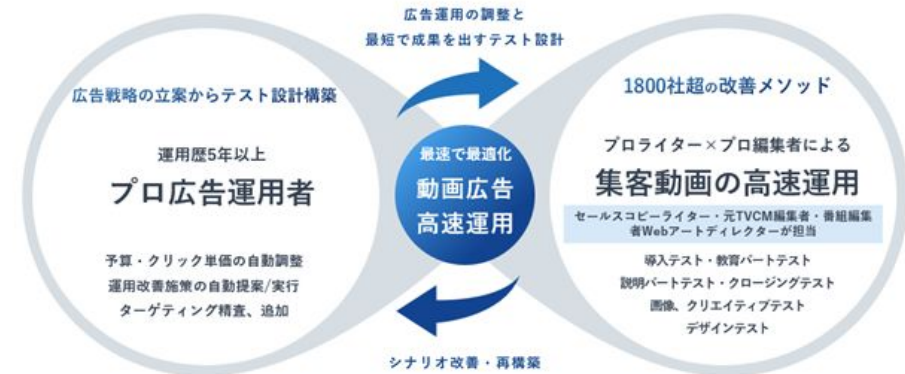 広告運用の調整と
最短で成果を出すテスト設計
広告戦略の立案からテスト設計構築
運用歴5年以上
プロ広告運用者
予算・クリック単価の自動調整
運用改善施策の自動提案/実行
ターゲティング精査、追加
最速で最適化
動画広告
高速運用
1800社超の改善メソッド
プロライター×プロ編集者による
集客動画の高速運用
セールスコピーライター・元TVCM編集者・番組編集
者Webアートディレクターが担当
導入テスト・教育パートテスト
説明パートテスト・クロージングテスト
画像、クリエイティブテスト
デザインテスト
シナリオ改善・再構築